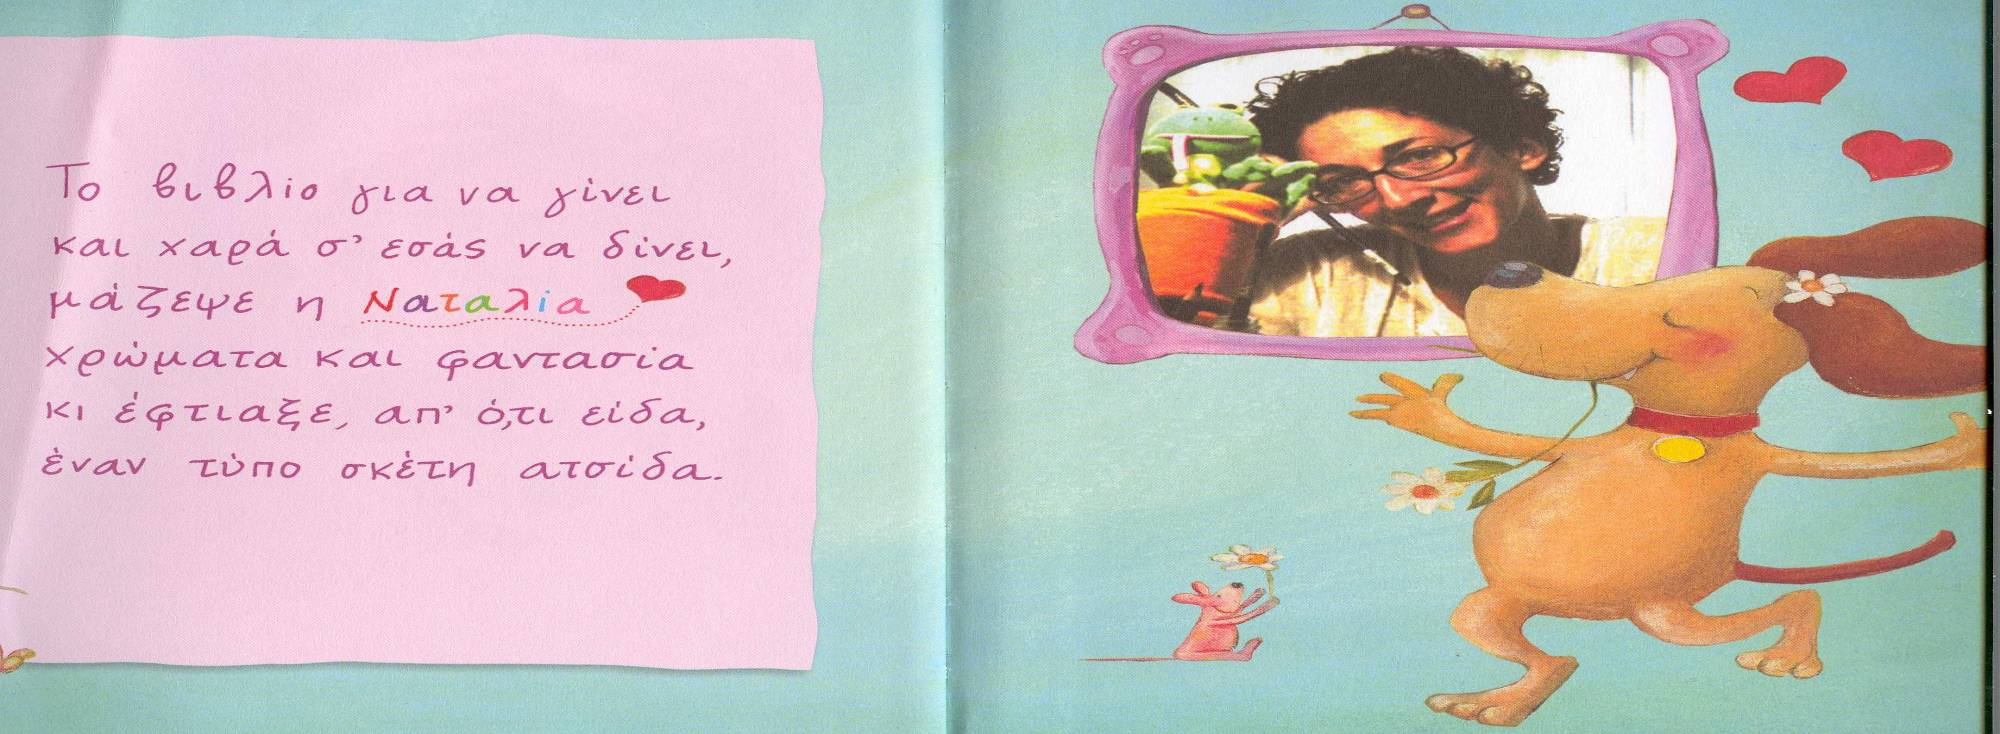 Το βιβλίο για να γίνει
και χαρά σ' εσάς να δίνει,
μάζεψε η Ναταλία
χρώματα και φαντασία
κι έφτιαξε, απ' ό,τι είδα,
έναν τύπο σκέτη ατσίδα.